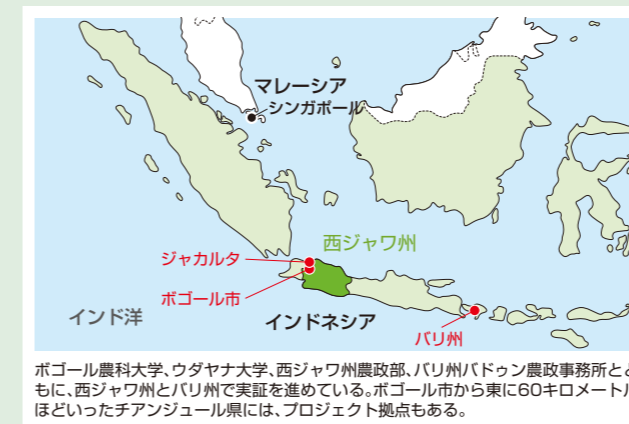 マレーシア
シンガポール
西ジャワ州
ジャカルタ
ボゴール市
インド洋
インドネシア
バリ州
ボゴール農科大学、ウダヤナ大学、西ジャワ州農政部、バリ州バドゥン農政事務所とと
もに、西ジャワ州とバリ州で実証を進めている。ボゴール市から東に60キロメートル
ほどいったチアンジュール県には、プロジェクト拠点もある。